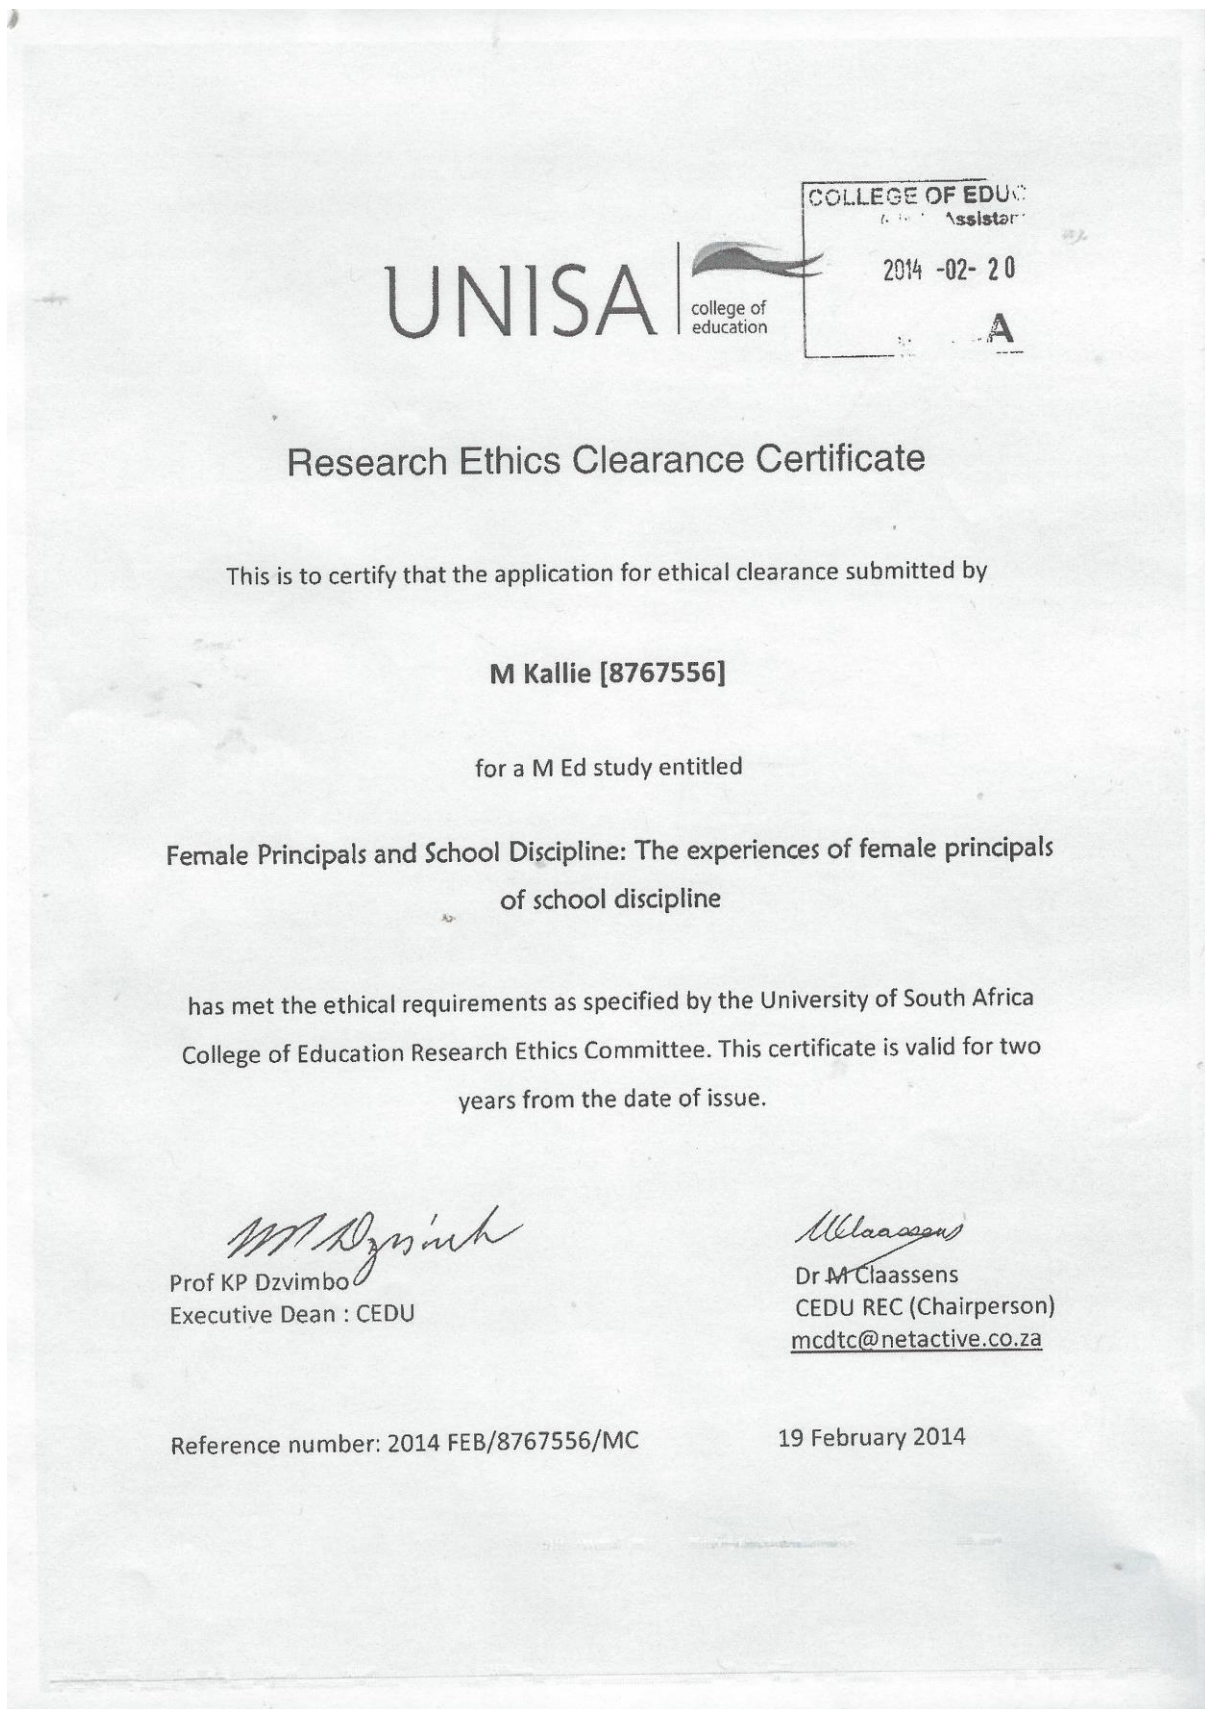 COLLEGE OF EDUC
Assistan
2014 -02- 20
A
UNISA
college of
education
Research Ethics Clearance Certificate
This is to certify that the application for ethical clearance submitted by
M Kallie [8767556]
for a M Ed study entitled
Female Principals and School Discipline: The experiences of female principals
of school discipline
has met the ethical requirements as specified by the University of South Africa
College of Education Research Ethics Committee. This certificate is valid for two
years from the date of issue.
Prof KP Dzvimbo
Executive Dean : CEDU
MClaassens
Dr M Claassens
CEDU REC (Chairperson)
mcdtc@netactive.co.za
Reference number: 2014 FEB/8767556/MC
19 February 2014